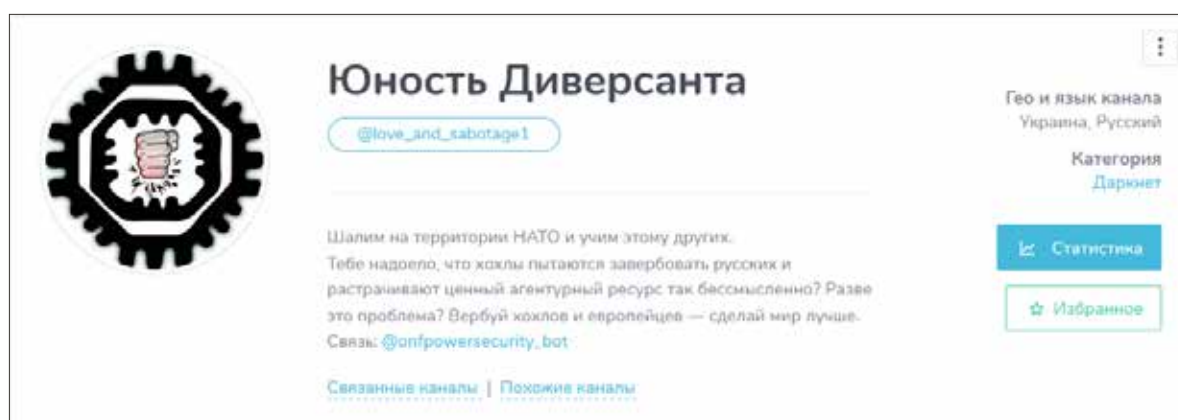 Юность Диверсанта
@love_and_sabotage1
Шалим на территории НАТО и учим этому других.
Тебе надоело, что хохлы пытаются завербовать русских и
растрачивают ценный агентурный ресурс так бессмысленно? Разве
это проблема? Вербуй хохлов и европейцев — сделай мир лучше.
Связь: @onfpowersecurity_bot
Связанные каналы | Похожие каналы
Гео и язык канала
Украина, Русский
Категория
Даркнет
Статистика
Избранное